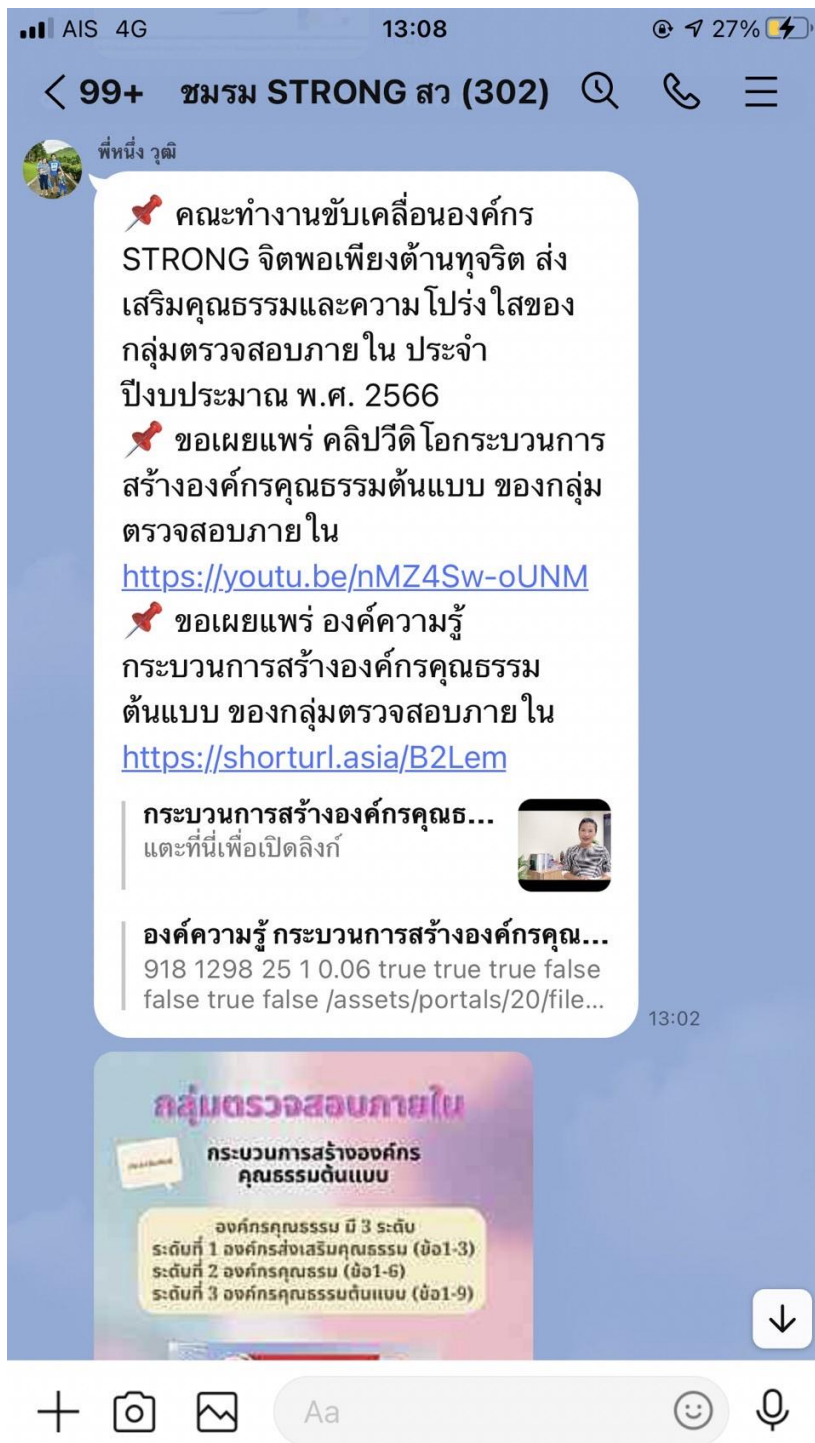 AIS 4G 13:08 27%
99+ ชมรม STRONG สว (302)
พี่หนึ่ง วุฒิ
📌 คณะทำงานขับเคลื่อนองค์กร
STRONG จิตพอเพียงต้านทุจริต ส่ง
เสริมคุณธรรมและความโปร่งใสของ
กลุ่มตรวจสอบภายใน ประจำ
ปีงบประมาณ พ.ศ. 2566
📌 ขอเผยแพร่ คลิปวีดิโอกระบวนการ
สร้างองค์กรคุณธรรมต้นแบบ ของกลุ่ม
ตรวจสอบภายใน
https://youtu.be/nMZ4Sw-oUNM
📌 ขอเผยแพร่ องค์ความรู้
กระบวนการสร้างองค์กรคุณธรรม
ต้นแบบ ของกลุ่มตรวจสอบภายใน
https://shorturl.asia/B2Lem
กระบวนการสร้างองค์กรคุณธ...
แตะที่นี่เพื่อเปิดลิงก์
องค์ความรู้ กระบวนการสร้างองค์กรคุณ...
918 1298 25 1 0.06 true true true false
false true false /assets/portals/20/file...
13:02
กลุ่มตรวจสอบภายใน
กระบวนการสร้างองค์กร
คุณธรรมต้นแบบ
องค์กรคุณธรรม มี 3 ระดับ
ระดับที่ 1 องค์กรส่งเสริมคุณธรรม (ข้อ1-3)
ระดับที่ 2 องค์กรคุณธรรม (ข้อ1-6)
ระดับที่ 3 องค์กรคุณธรรมต้นแบบ (ข้อ1-9)
Aa